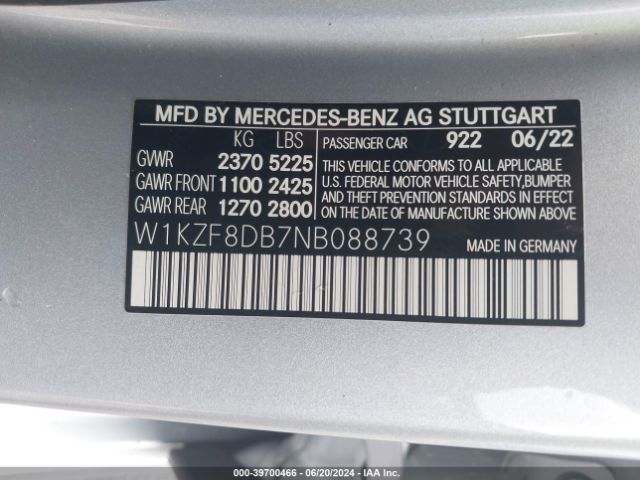 MFD BY MERCEDES-BENZ AG STUTTGART
KG LBS
PASSENGER CAR 922 06/22
GVWR 2370 5225
GAWR FRONT 1100 2425
GAWR REAR 1270 2800
THIS VEHICLE CONFORMS TO ALL APPLICABLE
U.S. FEDERAL MOTOR VEHICLE SAFETY, BUMPER
AND THEFT PREVENTION STANDARDS IN EFFECT
ON THE DATE OF MANUFACTURE SHOWN ABOVE
W1KZF8DB7NB088739
MADE IN GERMANY
000-39700466 - 06/20/2024 - IAA Inc.